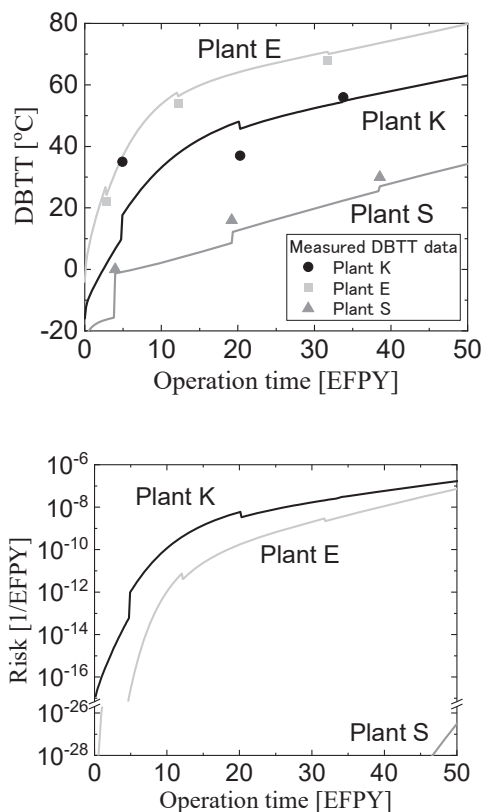 80
Plant E
60
Plant K
40
DBTT [°C]
Plant S
20
Measured DBTT data
Plant K
0
Plant E
Plant S
-20
0 10 20 30 40 50
Operation time [EFPY]
10-6
Plant K
10-8
10-10
Plant E
10-12
Risk [1/EFPY]
10-14
10-16
10-26
Plant S
10-28
0 10 20 30 40 50
Operation time [EFPY]